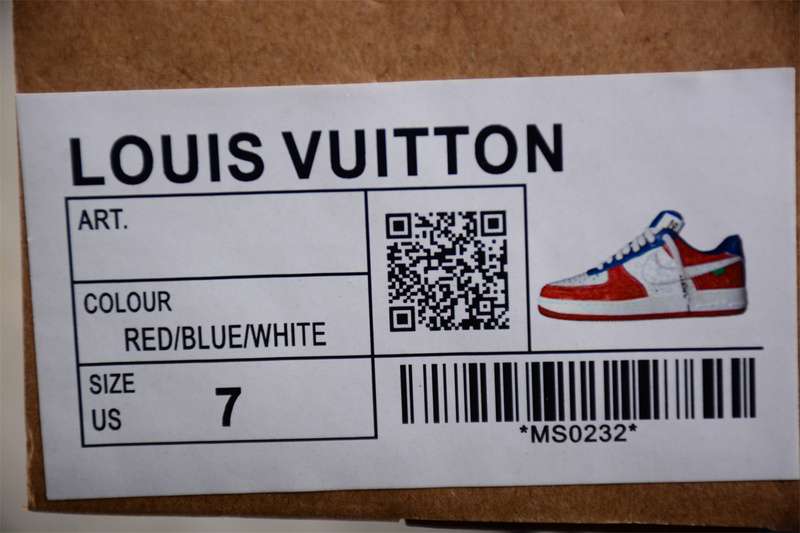 LOUIS VUITTON
ART.
COLOUR
RED/BLUE/WHITE
SIZE
US
7
*MS0232*